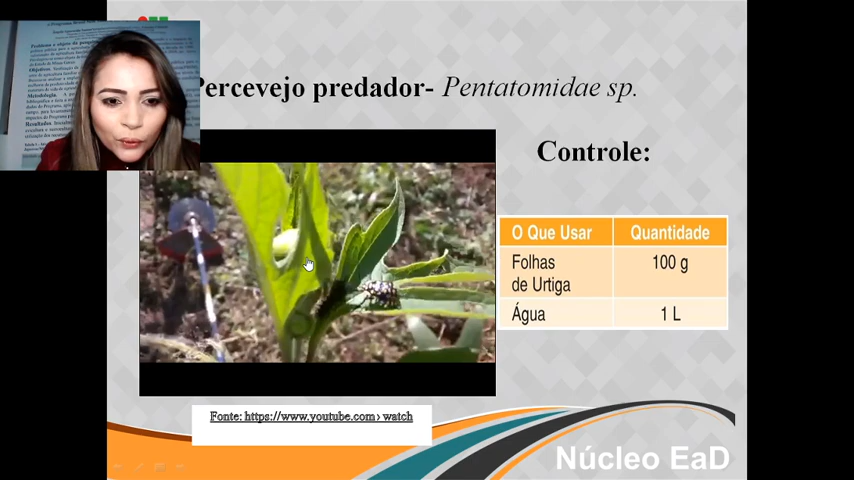 Percevejo predador- Pentatomidae sp.
Controle:
O Que Usar Quantidade
Folhas de Urtiga 100 g
Água 1 L
Fonte: https://www.youtube.com › watch
Núcleo EaD